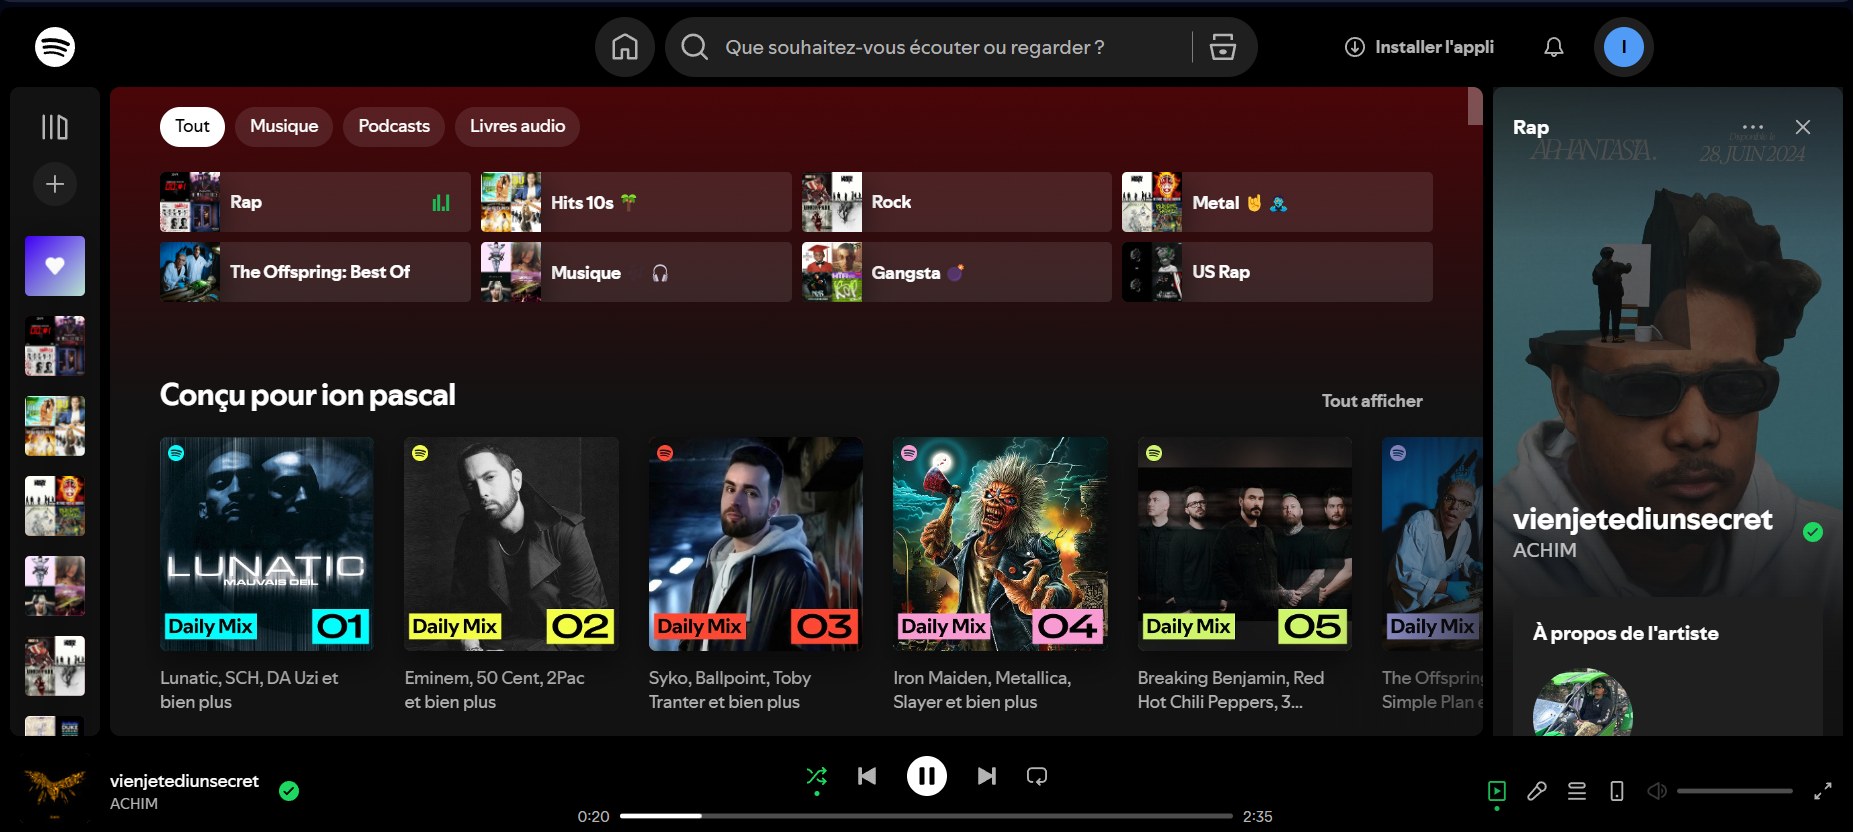 Que souhaitez-vous écouter ou regarder ?
Installer l'appli
I
Tout
Musique
Podcasts
Livres audio
Rap
Hits 10s 🌴
Rock
Metal 🤘 🧟
The Offspring: Best Of
Musique 🎧
Gangsta 💣
US Rap
Conçu pour ion pascal
Tout afficher
LUNATIC
MAUVAIS OEIL
Daily Mix 01
Daily Mix 02
Daily Mix 03
Daily Mix 04
Daily Mix 05
Daily Mix
Lunatic, SCH, DA Uzi et
bien plus
Eminem, 50 Cent, 2Pac
et bien plus
Syko, Ballpoint, Toby
Tranter et bien plus
Iron Maiden, Metallica,
Slayer et bien plus
Breaking Benjamin, Red
Hot Chili Peppers, 3...
The Offspring
Simple Plan e
Rap
Disponible le
APHANTASIA.
28 JUIN 2024
vienjetediunsecret
ACHIM
À propos de l'artiste
vienjetediunsecret
ACHIM
0:20
2:35